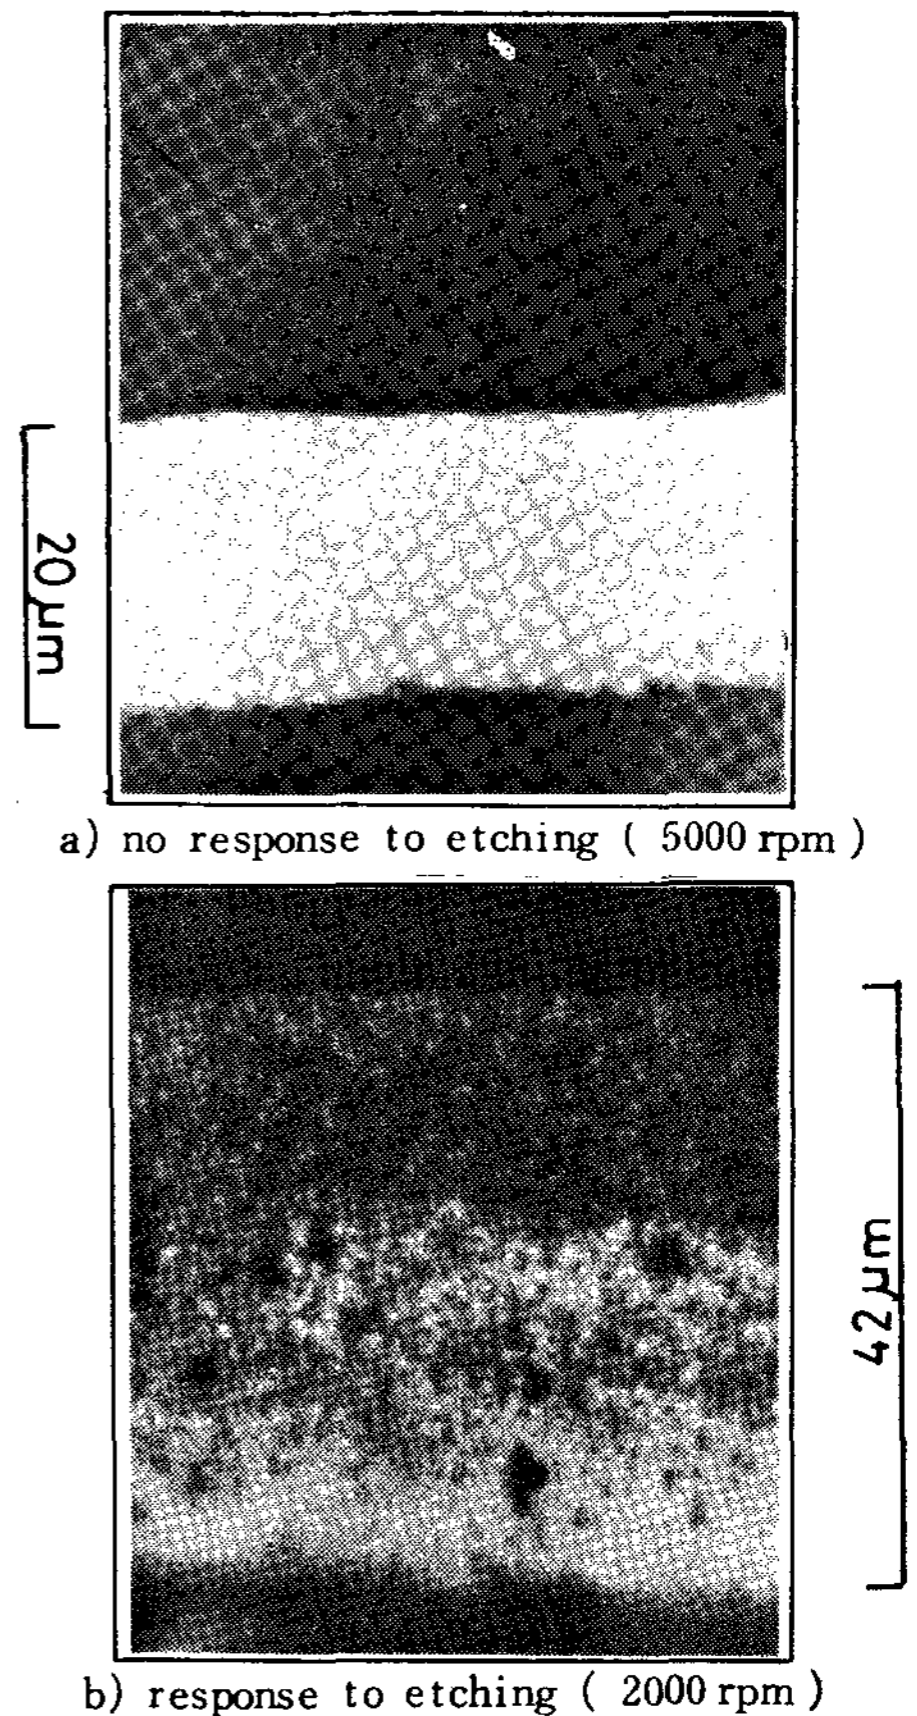 20 μm
a) no response to etching ( 5000 rpm )
42 μm
b) response to etching ( 2000 rpm )